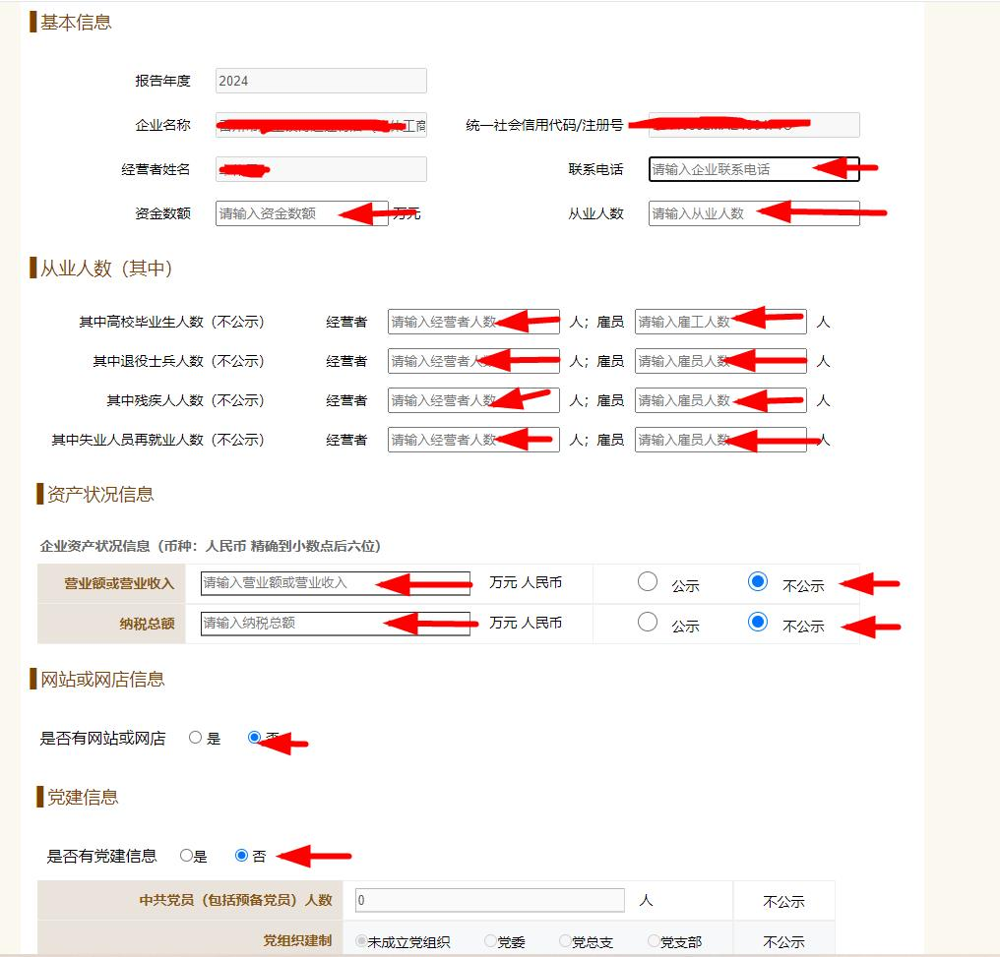 基本信息
报告年度 2024
企业名称 工商 统一社会信用代码/注册号
经营者姓名 联系电话 请输入企业联系电话
资金数额 请输入资金数额 万元 从业人数 请输入从业人数
从业人数（其中）
其中高校毕业生人数（不公示） 经营者 请输入经营者人数 人；雇员 请输入雇工人数 人
其中退役士兵人数（不公示） 经营者 请输入经营者人数 人；雇员 请输入雇员人数 人
其中残疾人人数（不公示） 经营者 请输入经营者人数 人；雇员 请输入雇员人数 人
其中失业人员再就业人数（不公示） 经营者 请输入经营者人数 人；雇员 请输入雇员人数 人
资产状况信息
企业资产状况信息（币种：人民币 精确到小数点后六位）
营业额或营业收入 请输入营业额或营业收入 万元 人民币 公示 不公示
纳税总额 请输入纳税总额 万元 人民币 公示 不公示
网站或网店信息
是否有网站或网店 是 否
党建信息
是否有党建信息 是 否
中共党员（包括预备党员）人数 0 人 不公示
党组织建制 未成立党组织 党委 党总支 党支部 不公示